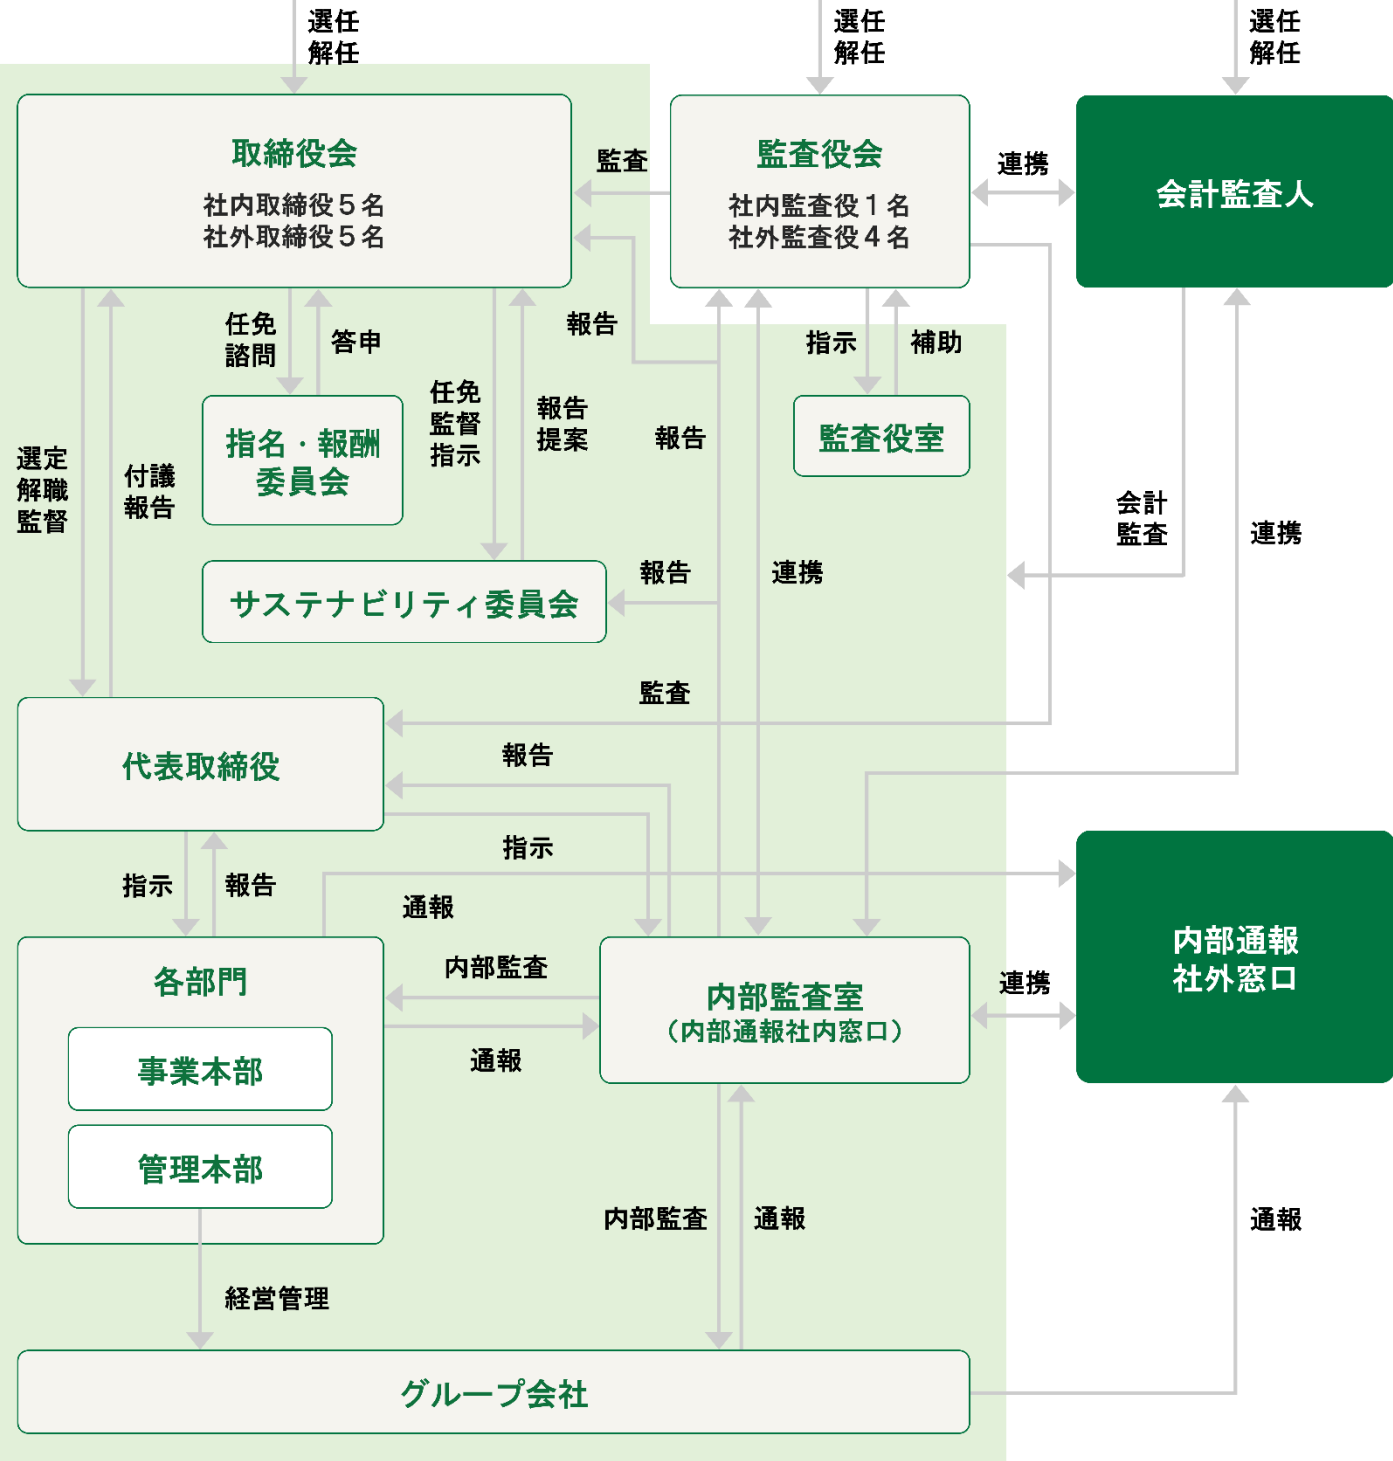 選任
解任
選任
解任
選任
解任
取締役会
社内取締役5名
社外取締役5名
監査
監査役会
社内監査役1名
社外監査役4名
連携
会計監査人
任免
諮問
答申
報告
指示
補助
任免
監督
指示
報告
提案
指名・報酬
委員会
報告
監査役室
選定
解職
監督
付議
報告
会計
監査
連携
サステナビリティ委員会
報告
連携
監査
代表取締役
報告
指示
指示
報告
通報
各部門
事業本部
管理本部
内部監査
通報
内部監査室
(内部通報社内窓口)
連携
内部通報
社外窓口
内部監査
通報
通報
経営管理
グループ会社